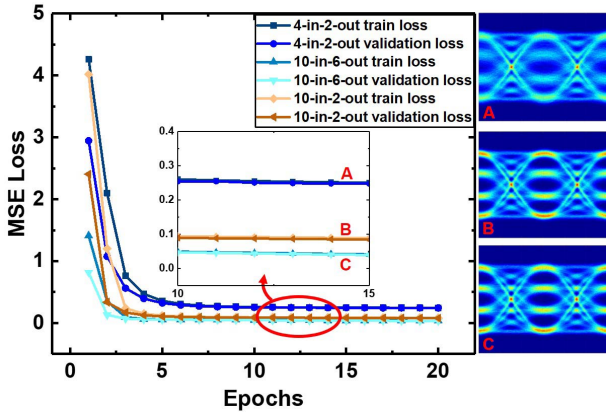 5
4
3
2
1
0
MSE Loss
4-in-2-out train loss
4-in-2-out validation loss
10-in-6-out train loss
10-in-6-out validation loss
10-in-2-out train loss
10-in-2-out validation loss
0.4
0.3
0.2
0.1
0.0
10
15
A
B
C
0
5
10
15
20
Epochs
A
B
C